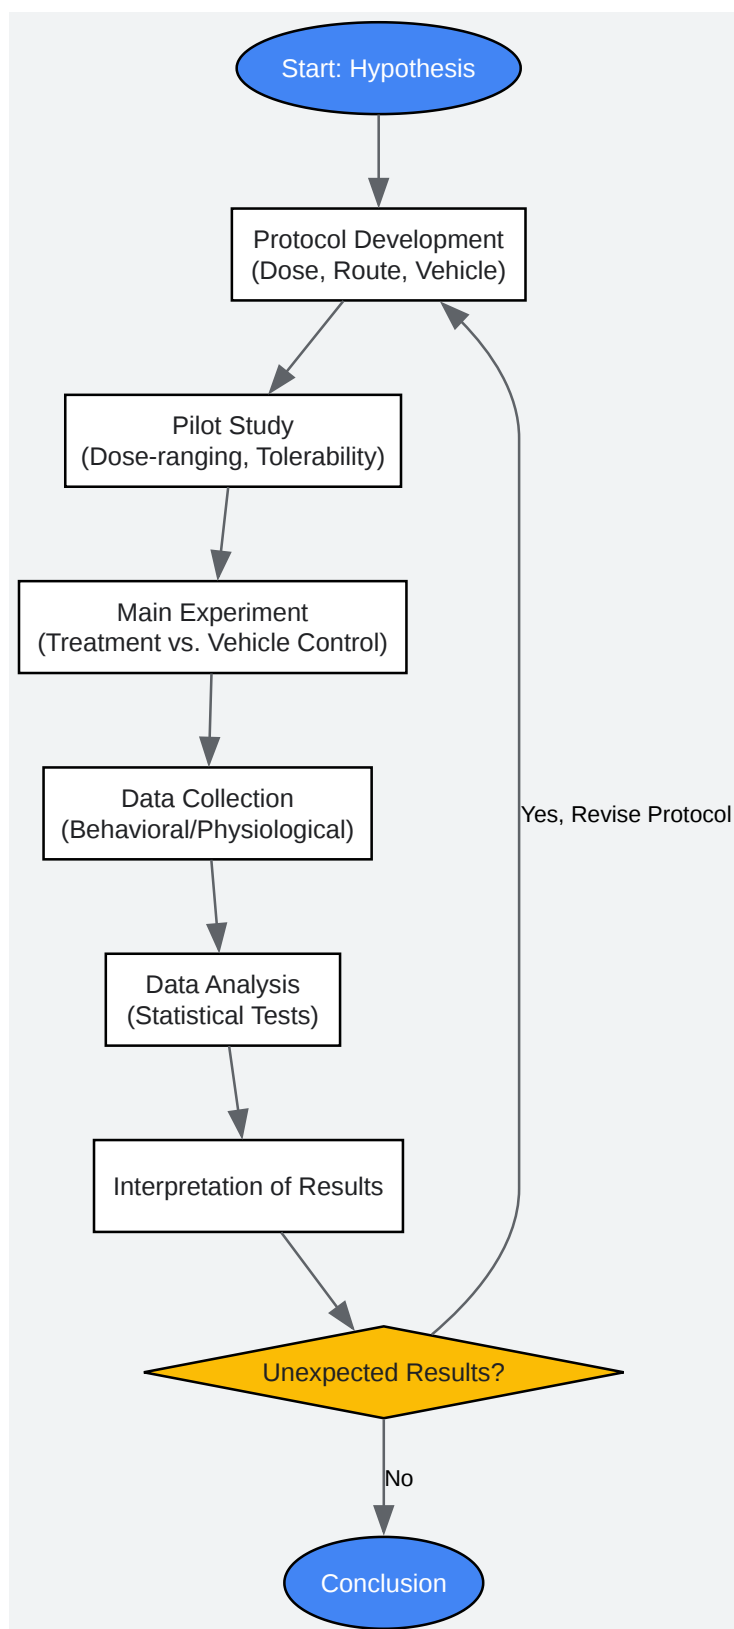 Start: Hypothesis
Protocol Development
(Dose, Route, Vehicle)
Pilot Study
(Dose-ranging, Tolerability)
Main Experiment
(Treatment vs. Vehicle Control)
Data Collection
(Behavioral/Physiological)
Yes, Revise Protocol
Data Analysis
(Statistical Tests)
Interpretation of Results
Unexpected Results?
No
Conclusion